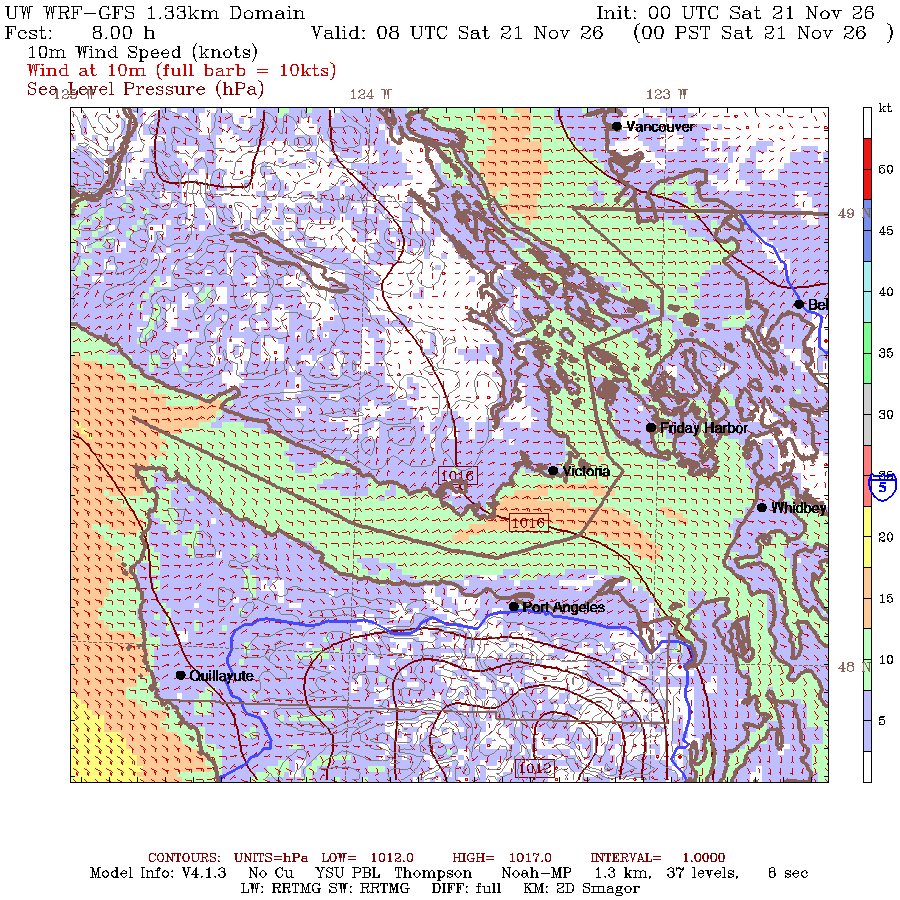 UW WRF-GFS 1.33km Domain Init: 00 UTC Sat 21 Nov 26
Fcst: 8.00 h Valid: 08 UTC Sat 21 Nov 26 (00 PST Sat 21 Nov 26 )
10m Wind Speed (knots)
Wind at 10m (full barb = 10kts)
Sea Level Pressure (hPa)
125 W 124 W 123 W
kt
Vancouver
60
49 N
45
40
Bel
35
30
Friday Harbor
1016
Victoria
25
5
Whidbey
1016
20
15
Port Angeles
10
48 N
Quillayute
5
1012
CONTOURS: UNITS=hPa LOW= 1012.0 HIGH= 1017.0 INTERVAL= 1.0000
Model Info: V4.1.3 No Cu YSU PBL Thompson Noah-MP 1.3 km, 37 levels, 8 sec
LW: RRTMG SW: RRTMG DIFF: full KM: 2D Smagor